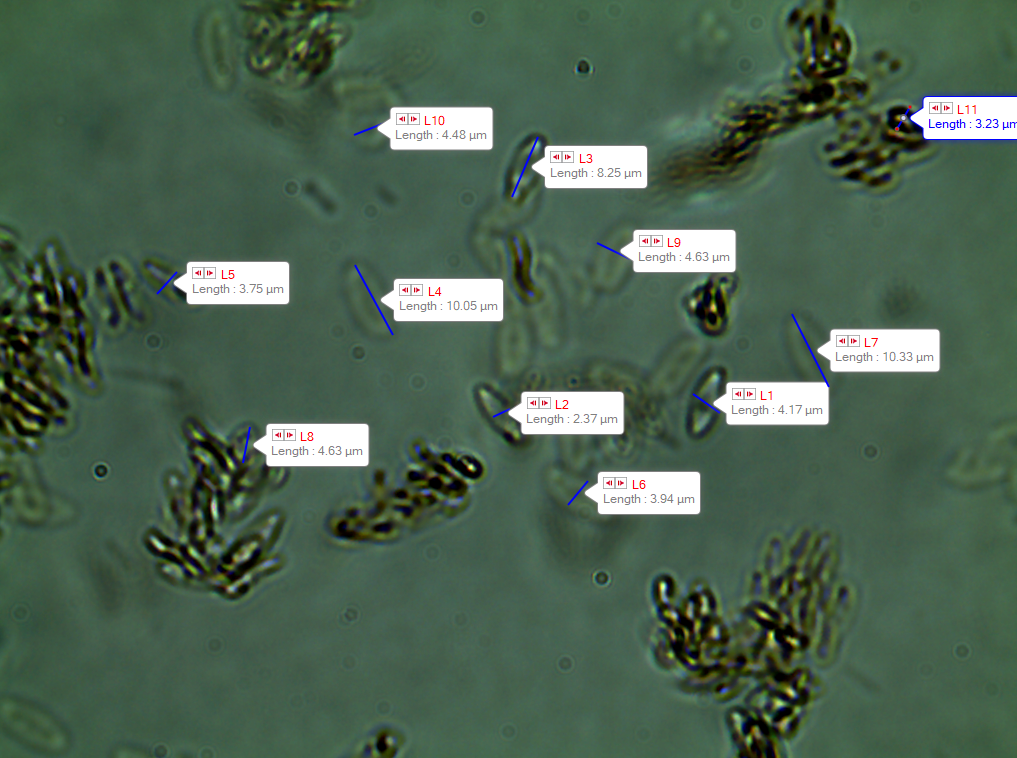 L11
Length : 3.23 µm
L10
Length : 4.48 µm
L3
Length : 8.25 µm
L9
Length : 4.63 µm
L5
Length : 3.75 µm
L4
Length : 10.05 µm
L7
Length : 10.33 µm
L1
Length : 4.17 µm
L2
Length : 2.37 µm
L8
Length : 4.63 µm
L6
Length : 3.94 µm